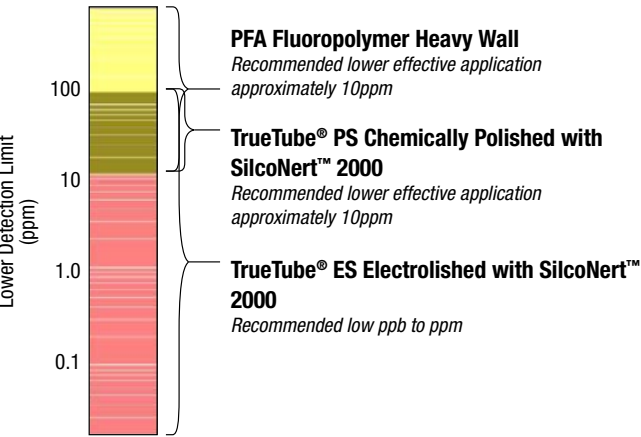 Lower Detection Limit
(ppm)
100
10
1.0
0.1
PFA Fluoropolymer Heavy Wall
Recommended lower effective application
approximately 10ppm
TrueTube® PS Chemically Polished with
SilcoNert™ 2000
Recommended lower effective application
approximately 10ppm
TrueTube® ES Electrolished with SilcoNert™
2000
Recommended low ppb to ppm